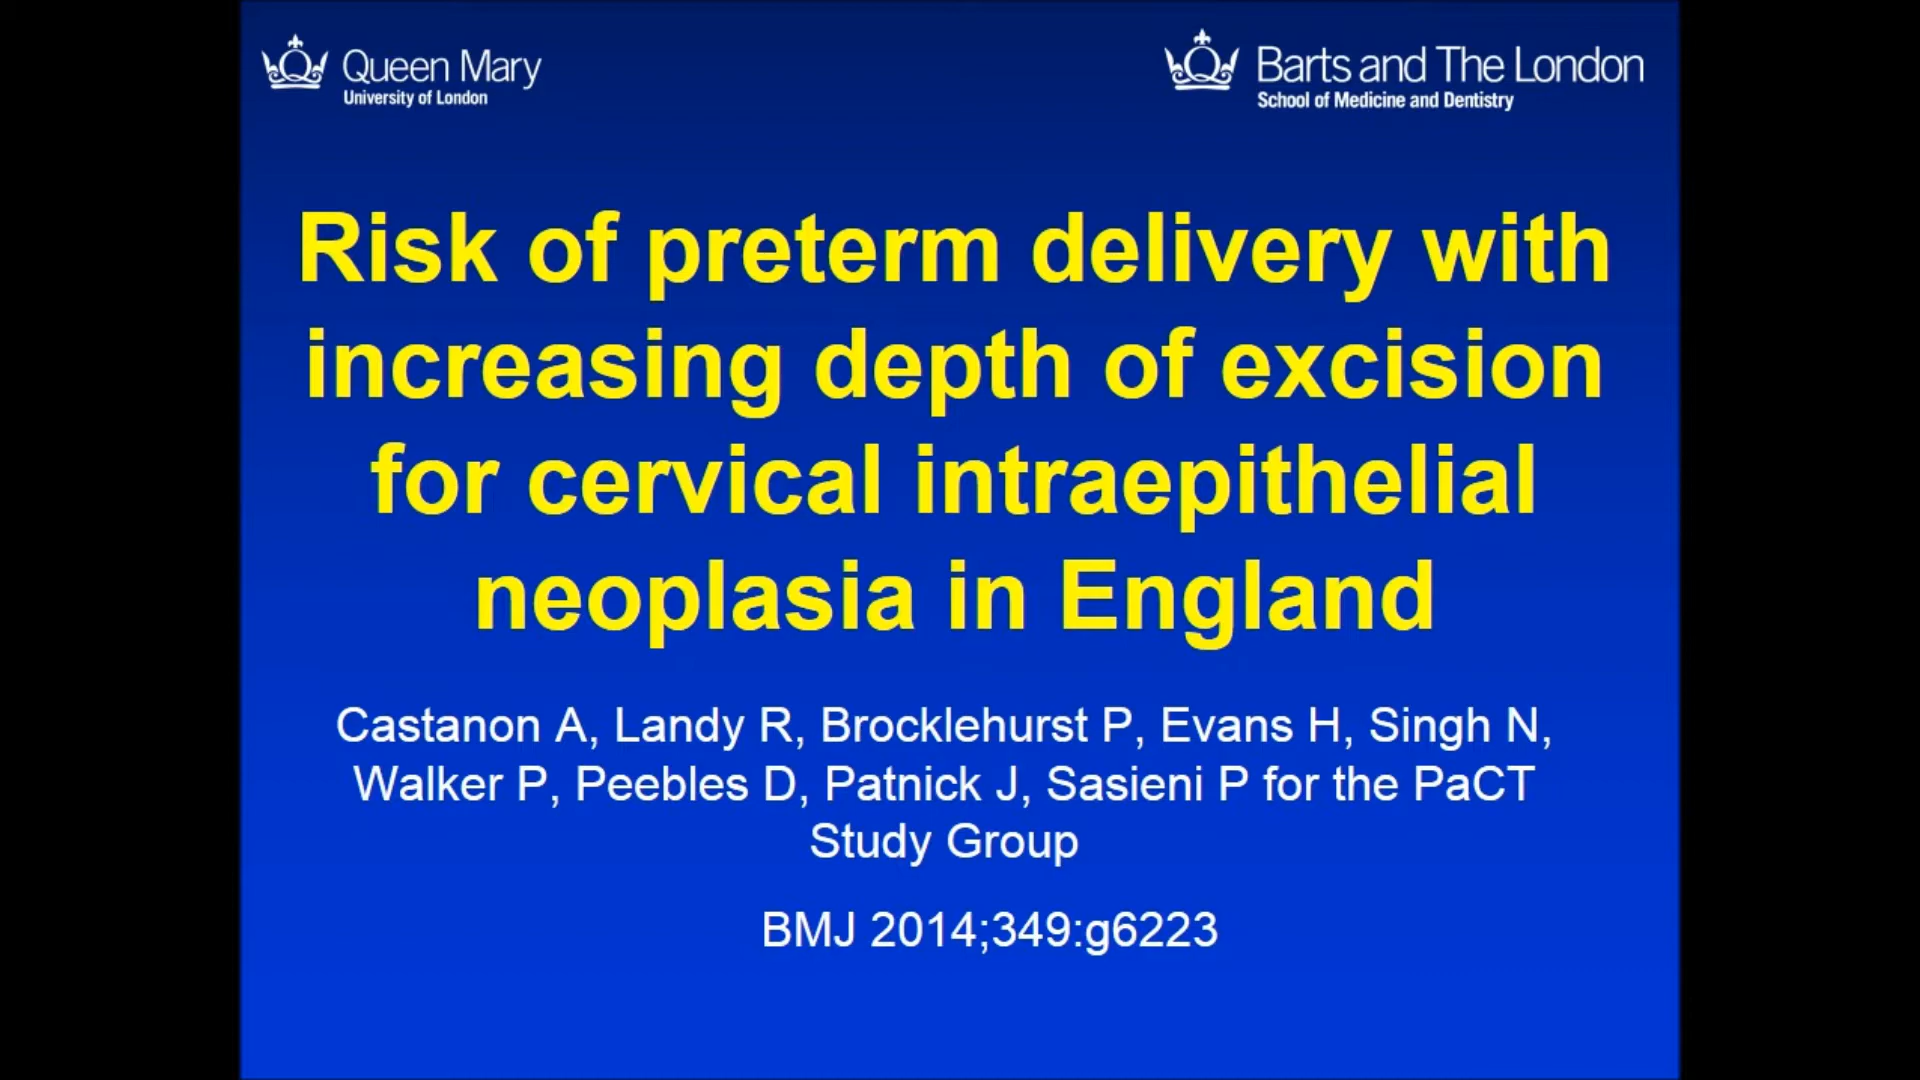 Queen Mary
University of London
Barts and The London
School of Medicine and Dentistry
Risk of preterm delivery with
increasing depth of excision
for cervical intraepithelial
neoplasia in England
Castanon A, Landy R, Brocklehurst P, Evans H, Singh N,
Walker P, Peebles D, Patnick J, Sasieni P for the PaCT
Study Group
BMJ 2014;349:g6223